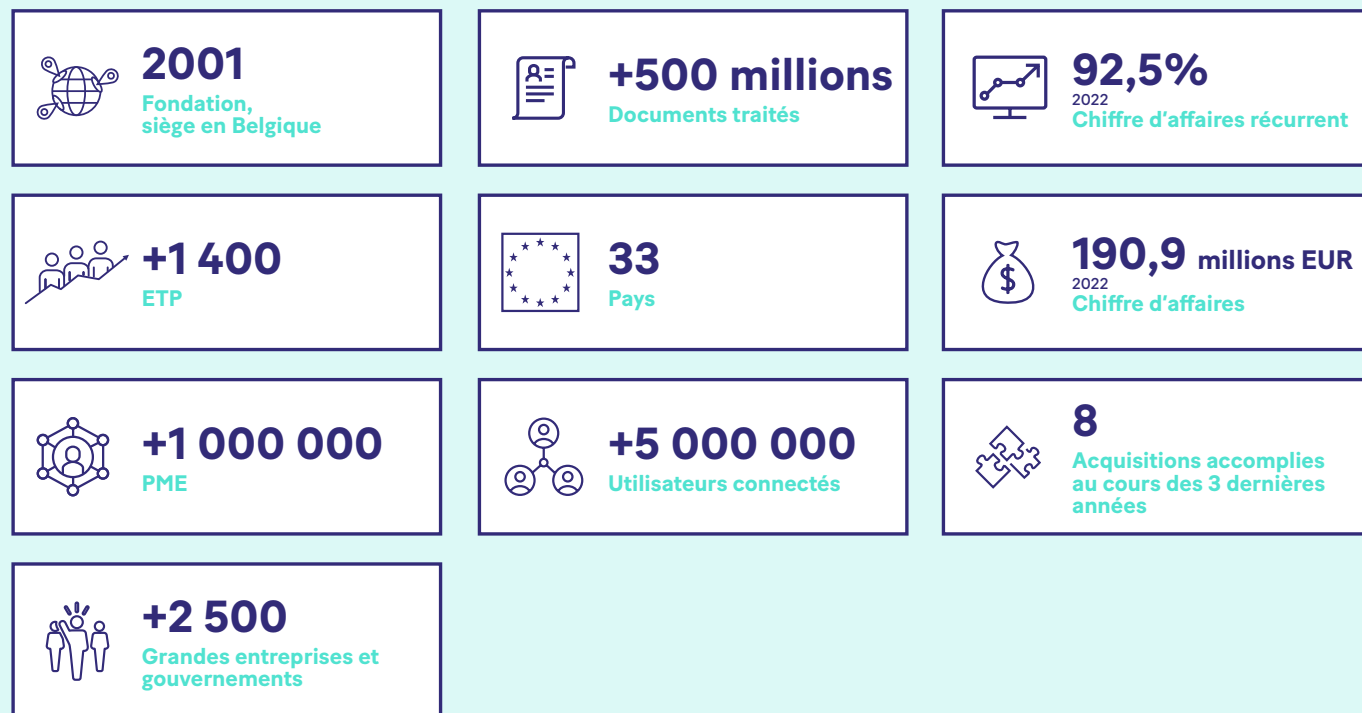 2001
Fondation,
siège en Belgique
+500 millions
Documents traités
92,5%
2022
Chiffre d'affaires récurrent
+1 400
ETP
33
Pays
190,9 millions EUR
2022
Chiffre d'affaires
+1 000 000
PME
+5 000 000
Utilisateurs connectés
8
Acquisitions accomplies
au cours des 3 dernières
années
+2 500
Grandes entreprises et
gouvernements